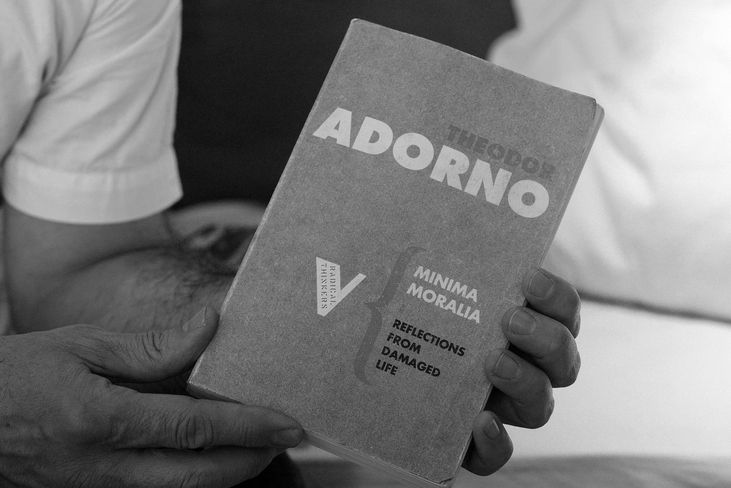 THEODOR
ADORNO
RADICAL
THINKERS
V
MINIMA
MORALIA
REFLECTIONS
FROM
DAMAGED
LIFE